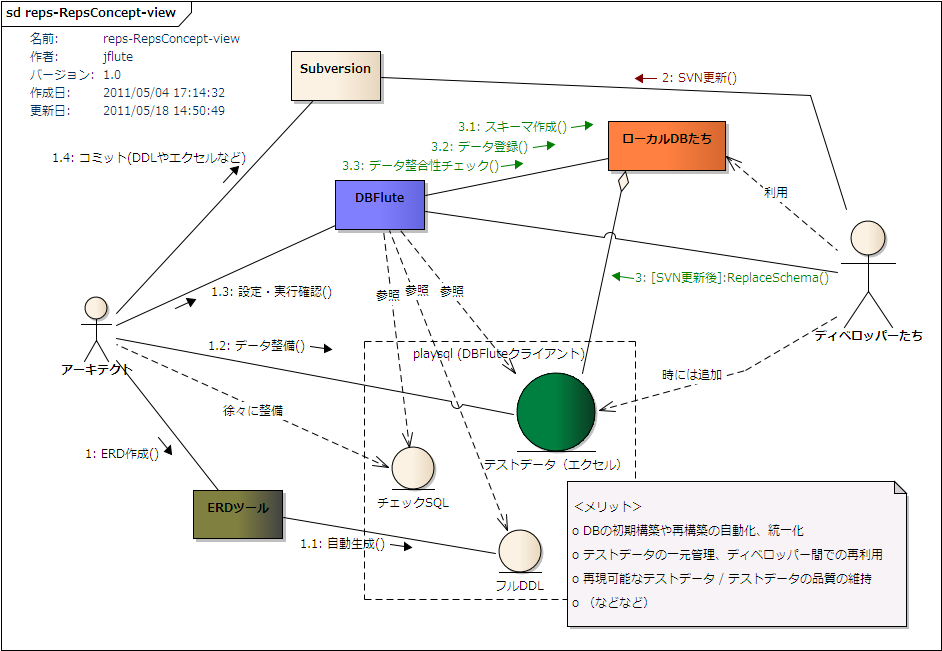 sd reps-RepsConcept-view
名前: reps-RepsConcept-view
作者: jflute
バージョン: 1.0
作成日: 2011/05/04 17:14:32
更新日: 2011/05/18 14:50:49
Subversion
2: SVN更新()
3.1: スキーマ作成()
3.2: データ登録()
3.3: データ整合性チェック()
ローカルDBたち
1.4: コミット(DDLやエクセルなど)
DBFlute
利用
3: [SVN更新後]:ReplaceSchema()
1.3: 設定・実行確認()
参照
参照
参照
ディベロッパーたち
1.2: データ整備()
playsql (DBFluteクライアント)
アーキテクト
時には追加
徐々に整備
1: ERD作成()
テストデータ（エクセル）
チェックSQL
ERDツール
1.1: 自動生成()
フルDDL
＜メリット＞
o DBの初期構築や再構築の自動化、統一化
o テストデータの一元管理、ディベロッパー間での再利用
o 再現可能なテストデータ / テストデータの品質の維持
o （などなど）